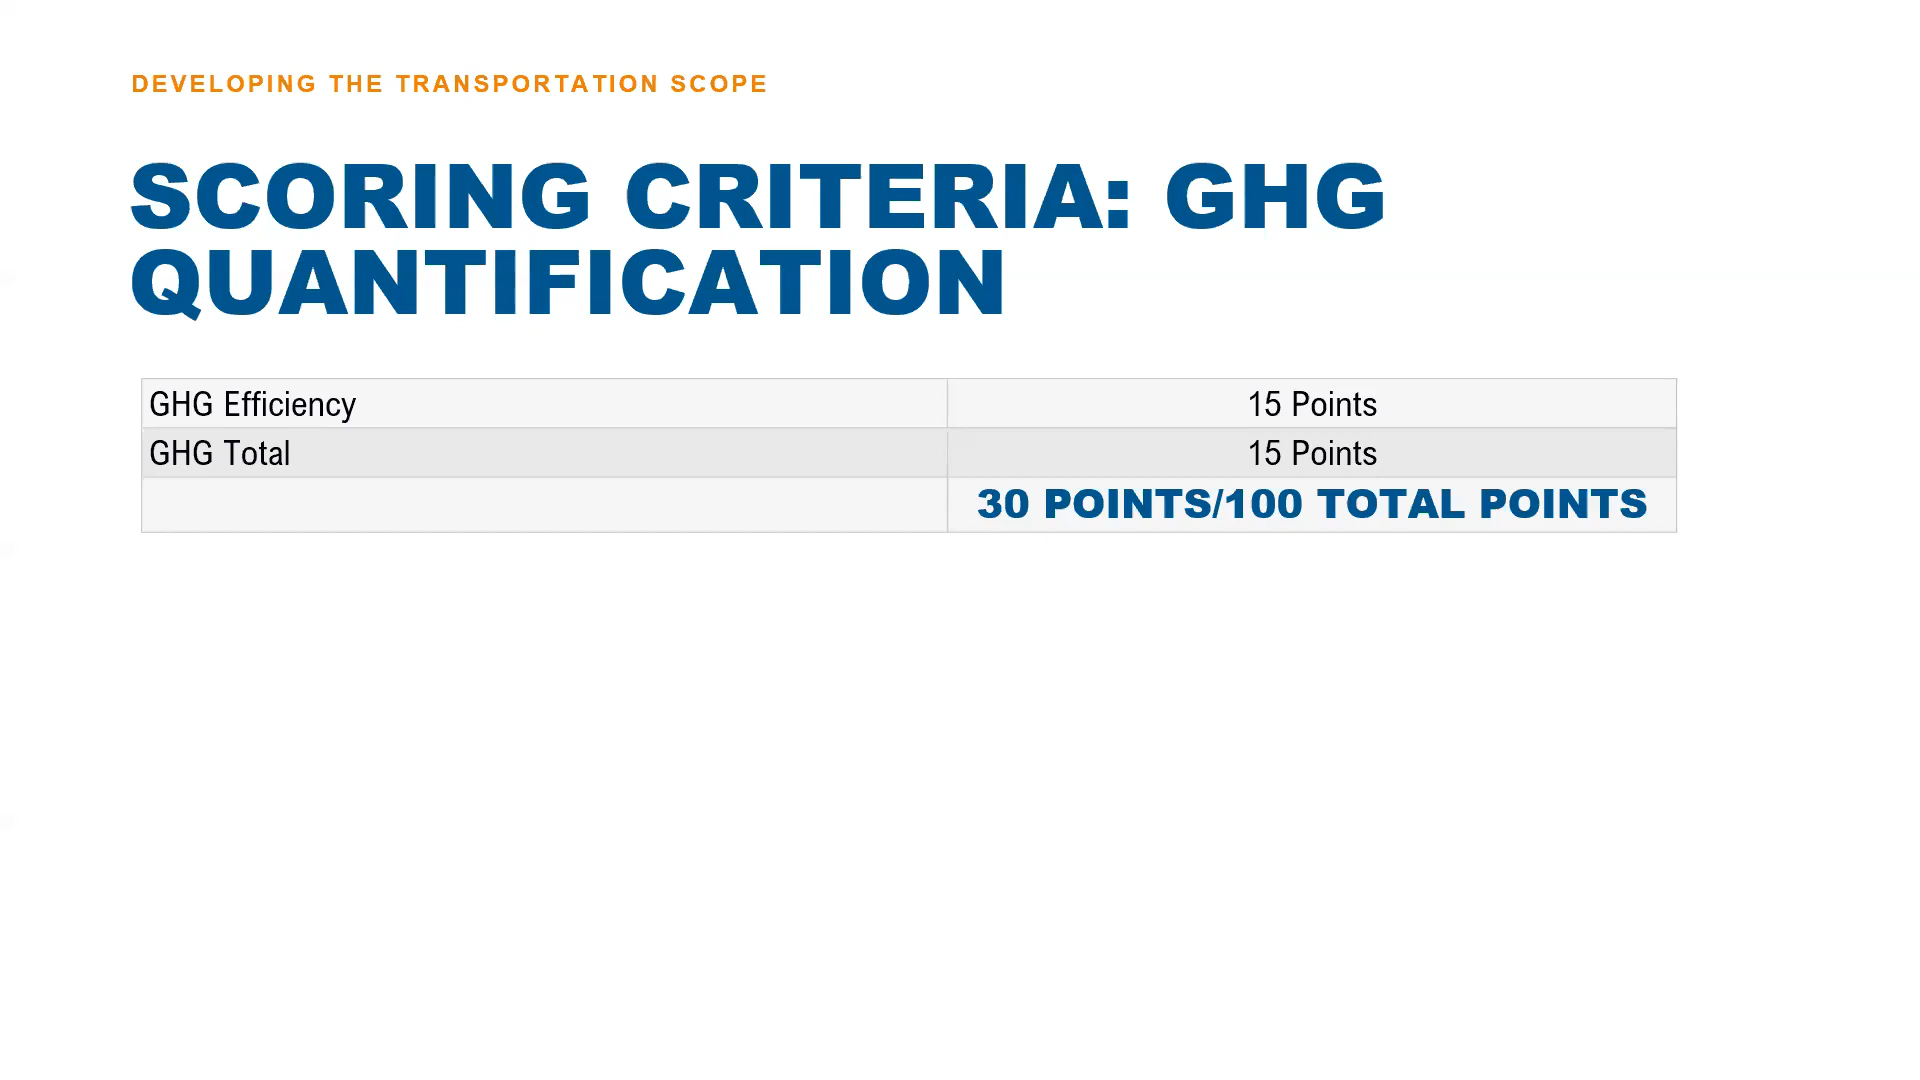 DEVELOPING THE TRANSPORTATION SCOPE
SCORING CRITERIA: GHG
QUANTIFICATION
GHG Efficiency 15 Points
GHG Total 15 Points
30 POINTS/100 TOTAL POINTS